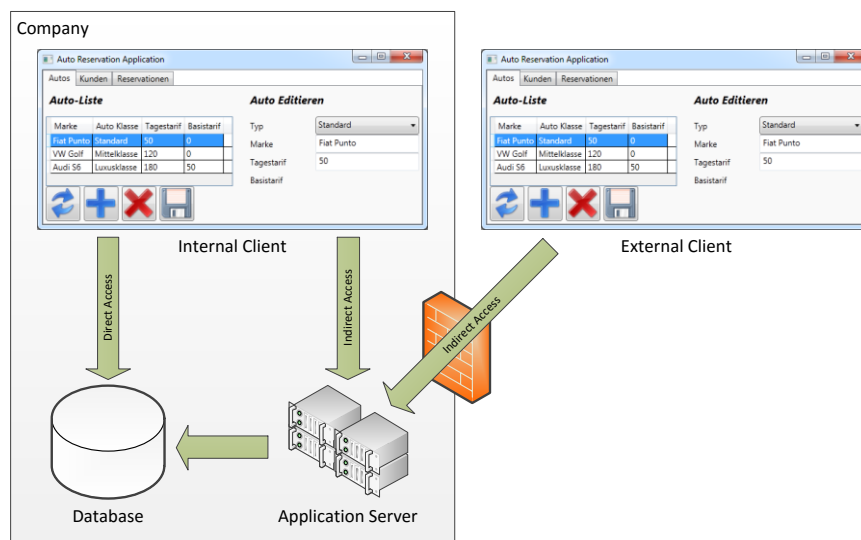 Company
Auto Reservation Application
Autos Kunden Reservationen
Auto-Liste Auto Editieren
Marke Auto Klasse Tagestarif Basistarif
Fiat Punto Standard 50 0
VW Golf Mittelklasse 120 0
Audi S6 Luxusklasse 180 50
Typ Standard
Marke Fiat Punto
Tagestarif 50
Basistarif
Internal Client
Auto Reservation Application
Autos Kunden Reservationen
Auto-Liste Auto Editieren
Marke Auto Klasse Tagestarif Basistarif
Fiat Punto Standard 50 0
VW Golf Mittelklasse 120 0
Audi S6 Luxusklasse 180 50
Typ Standard
Marke Fiat Punto
Tagestarif 50
Basistarif
External Client
Direct Access
Indirect Access
Indirect Access
Database
Application Server